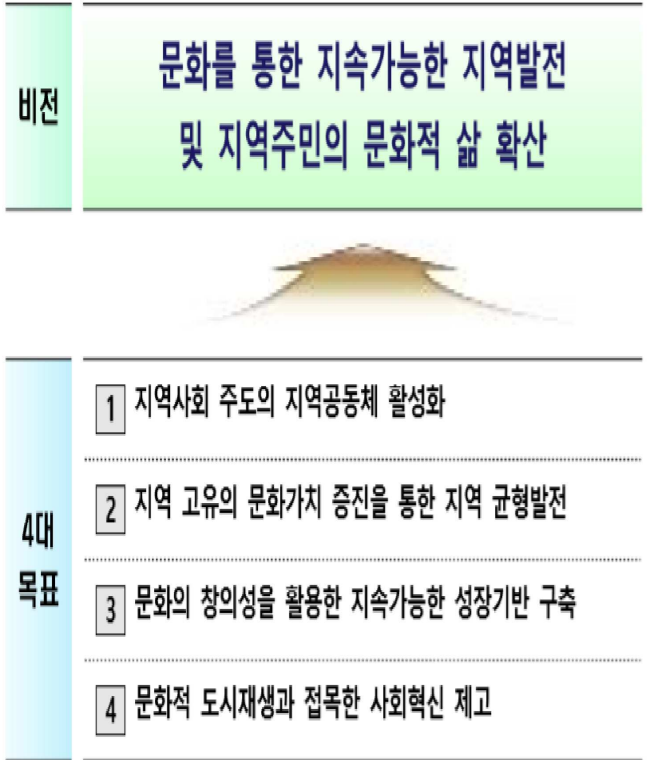 비전
문화를 통한 지속가능한 지역발전
및 지역주민의 문화적 삶 확산
4대
목표
1 지역사회 주도의 지역공동체 활성화
2 지역 고유의 문화가치 증진을 통한 지역 균형발전
3 문화의 창의성을 활용한 지속가능한 성장기반 구축
4 문화적 도시재생과 접목한 사회혁신 제고